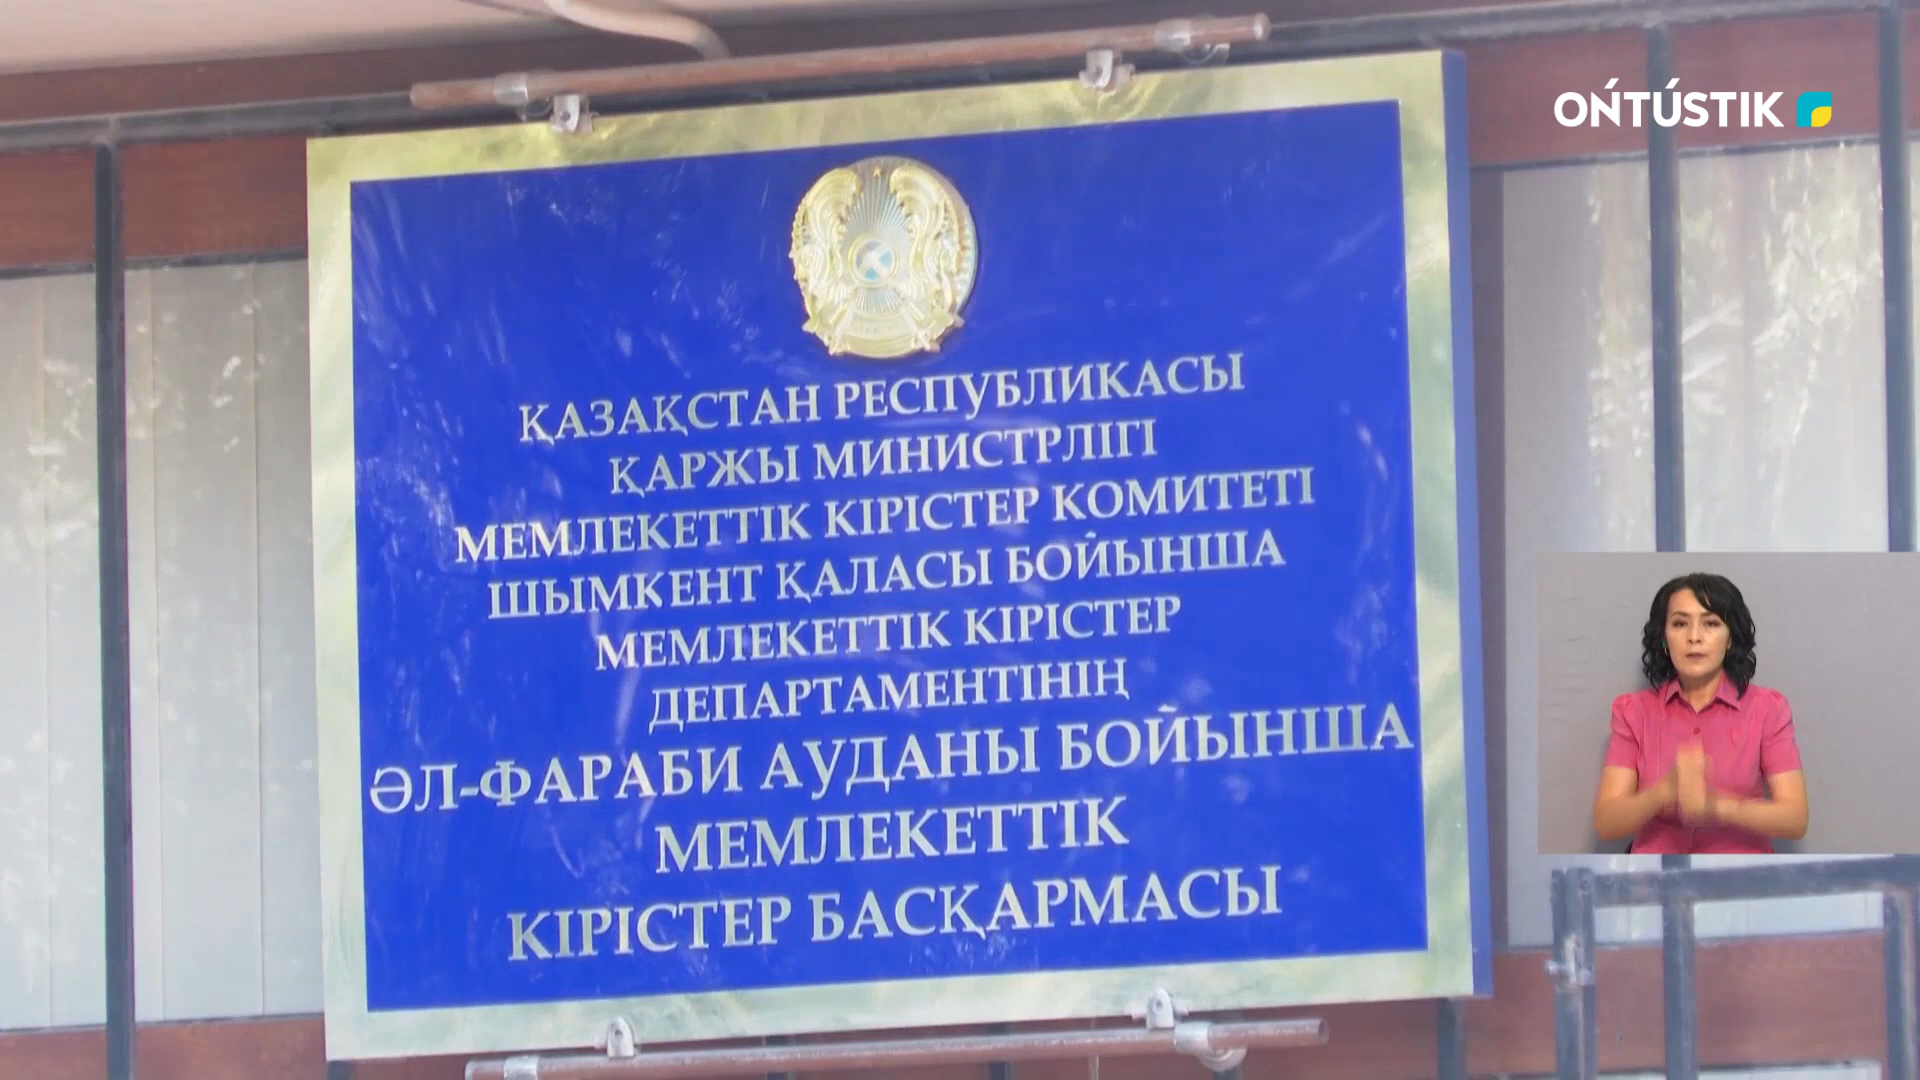 OŃTÚSTIK
ҚАЗАҚСТАН РЕСПУБЛИКАСЫ
ҚАРЖЫ МИНИСТРЛІГІ
МЕМЛЕКЕТТІК КІРІСТЕР КОМИТЕТІ
ШЫМКЕНТ ҚАЛАСЫ БОЙЫНША
МЕМЛЕКЕТТІК КІРІСТЕР
ДЕПАРТАМЕНТІНІҢ
ӘЛ-ФАРАБИ АУДАНЫ БОЙЫНША
МЕМЛЕКЕТТІК
КІРІСТЕР БАСҚАРМАСЫ